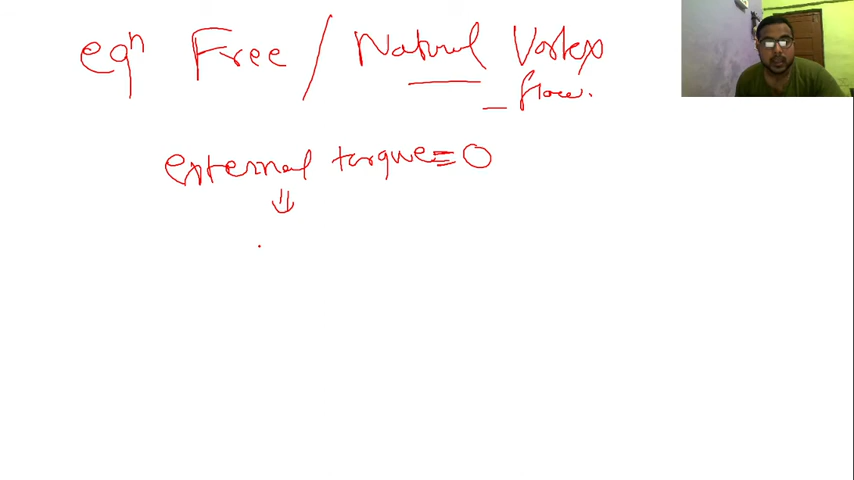 eqⁿ Free / Natural Vortex
flow.
external torque = 0
⇓